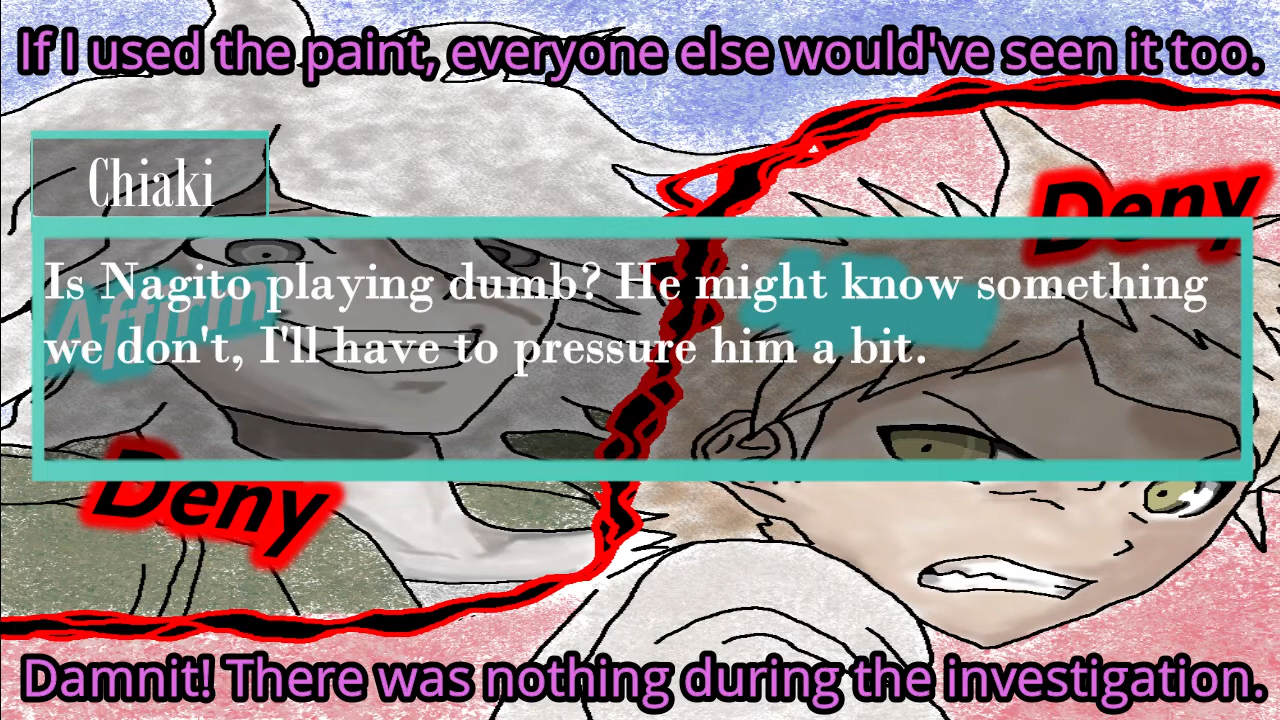 If I used the paint, everyone else would've seen it too.
Chiaki
Deny
Is Nagito playing dumb? He might know something
we don't, I'll have to pressure him a bit.
Affirm
Deny
Damnit! There was nothing during the investigation.